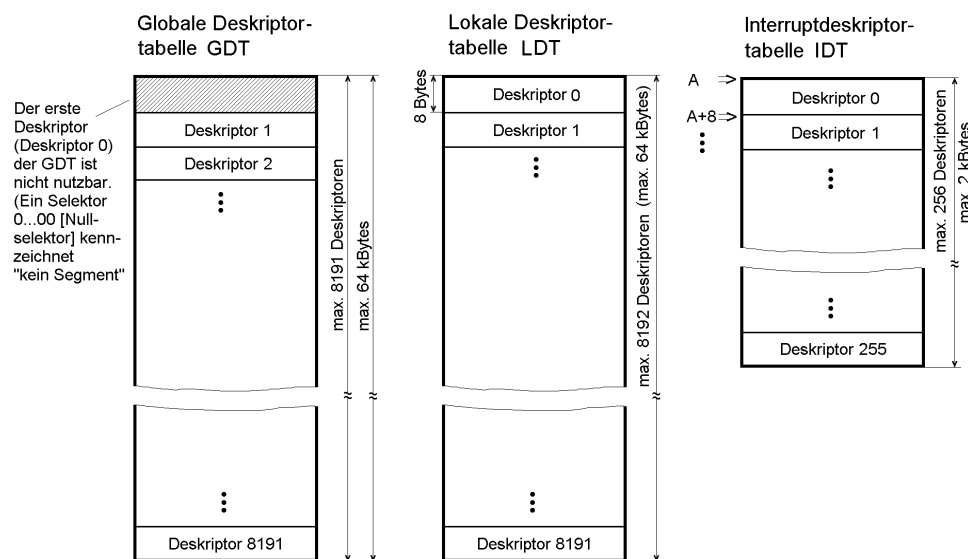 Globale Deskriptor-
tabelle GDT
Der erste
Deskriptor
(Deskriptor 0)
der GDT ist
nicht nutzbar.
(Ein Selektor
0...00 [Null-
selektor] kenn-
zeichnet
"kein Segment"
Deskriptor 1
Deskriptor 2
Deskriptor 8191
max. 8191 Deskriptoren
max. 64 kBytes
Lokale Deskriptor-
tabelle LDT
8 Bytes
Deskriptor 0
Deskriptor 1
Deskriptor 8191
max. 8192 Deskriptoren (max. 64 kBytes)
Interruptdeskriptor-
tabelle IDT
A
A+8
Deskriptor 0
Deskriptor 1
Deskriptor 255
max. 256 Deskriptoren
max. 2 kBytes